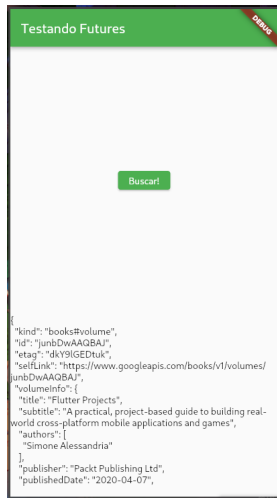 Testando Futures
DEBUG
Buscar!
{
"kind": "books#volume",
"id": "junbDwAAQBAJ",
"etag": "dkY9lGEDtuk",
"selfLink": "https://www.googleapis.com/books/v1/volumes/
junbDwAAQBAJ",
"volumeInfo": {
"title": "Flutter Projects",
"subtitle": "A practical, project-based guide to building real-
world cross-platform mobile applications and games",
"authors": [
"Simone Alessandria"
],
"publisher": "Packt Publishing Ltd",
"publishedDate": "2020-04-07",